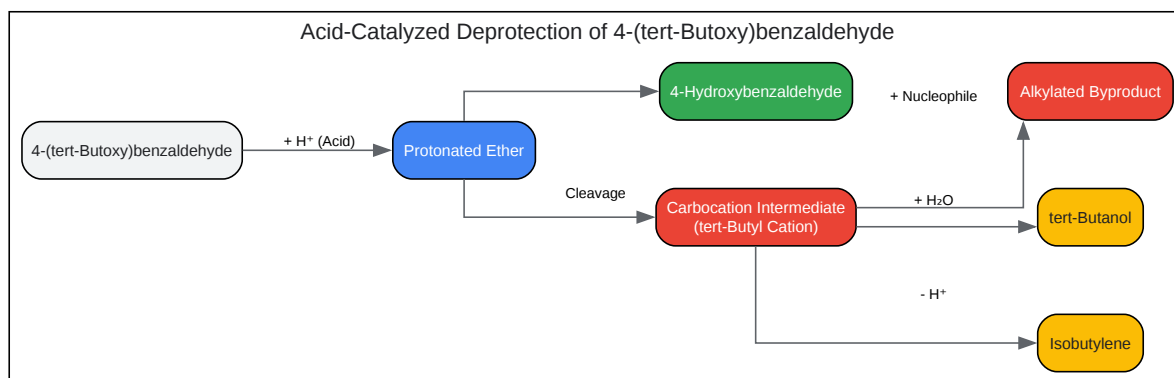 Acid-Catalyzed Deprotection of 4-(tert-Butoxy)benzaldehyde
4-Hydroxybenzaldehyde
+ Nucleophile
Alkylated Byproduct
4-(tert-Butoxy)benzaldehyde
+ H⁺ (Acid)
Protonated Ether
Cleavage
Carbocation Intermediate
(tert-Butyl Cation)
+ H₂O
tert-Butanol
- H⁺
Isobutylene